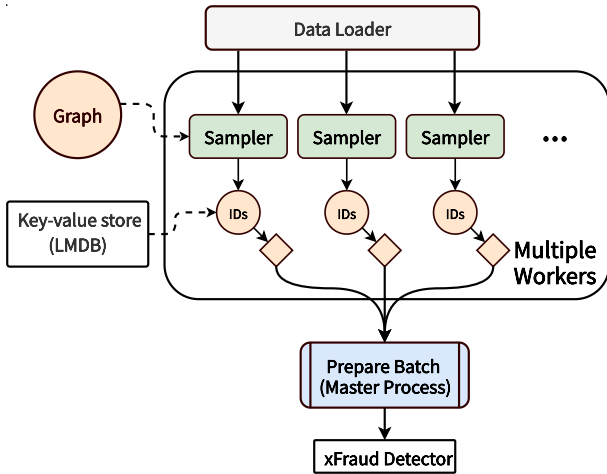 Data Loader
Graph
Sampler
Sampler
Sampler
...
Key-value store
(LMDB)
IDs
IDs
IDs
Multiple
Workers
Prepare Batch
(Master Process)
xFraud Detector